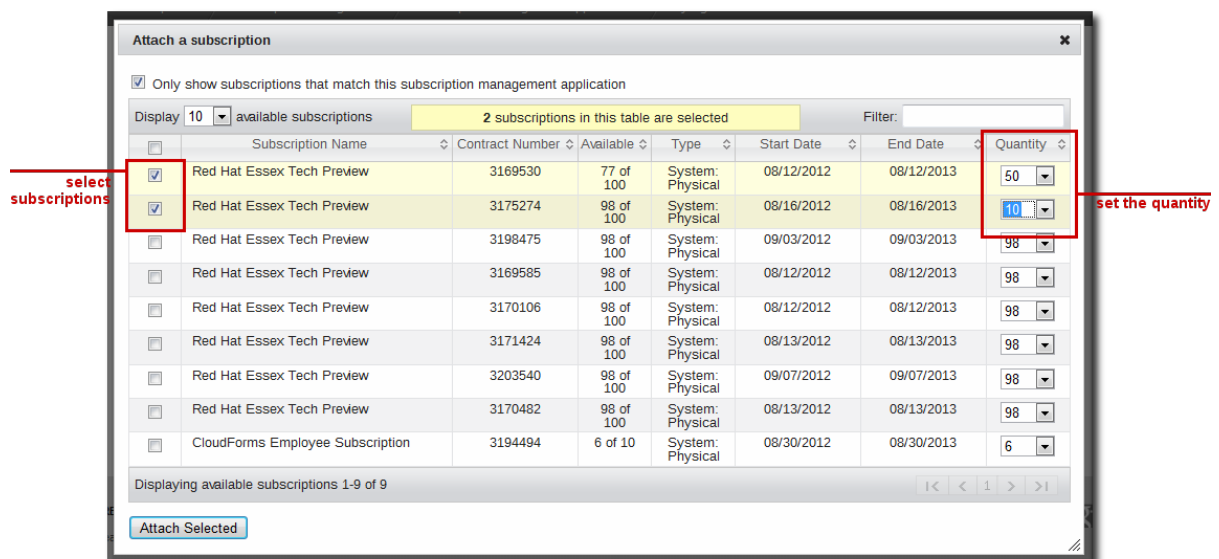 Attach a subscription
Only show subscriptions that match this subscription management application
Display 10 available subscriptions 2 subscriptions in this table are selected Filter:
Subscription Name Contract Number Available Type Start Date End Date Quantity
Red Hat Essex Tech Preview 3169530 77 of 100 System: Physical 08/12/2012 08/12/2013 50
Red Hat Essex Tech Preview 3175274 98 of 100 System: Physical 08/16/2012 08/16/2013 10
Red Hat Essex Tech Preview 3198475 98 of 100 System: Physical 09/03/2012 09/03/2013 98
Red Hat Essex Tech Preview 3169585 98 of 100 System: Physical 08/12/2012 08/12/2013 98
Red Hat Essex Tech Preview 3170106 98 of 100 System: Physical 08/12/2012 08/12/2013 98
Red Hat Essex Tech Preview 3171424 98 of 100 System: Physical 08/13/2012 08/13/2013 98
Red Hat Essex Tech Preview 3203540 98 of 100 System: Physical 09/07/2012 09/07/2013 98
Red Hat Essex Tech Preview 3170482 98 of 100 System: Physical 08/13/2012 08/13/2013 98
CloudForms Employee Subscription 3194494 6 of 10 System: Physical 08/30/2012 08/30/2013 6
Displaying available subscriptions 1-9 of 9 1
Attach Selected
select
subscriptions
set the quantity